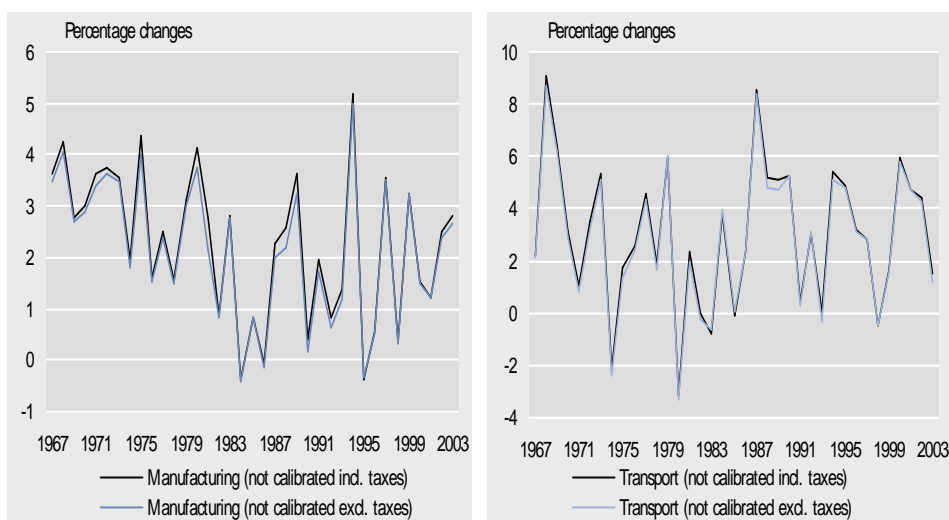 Percentage changes
6
5
4
3
2
1
0
-1
1967 1971 1975 1979 1983 1987 1991 1995 1999 2003
Manufacturing (not calibrated incl. taxes)
Manufacturing (not calibrated excl. taxes)
Percentage changes
10
8
6
4
2
0
-2
-4
1967 1971 1975 1979 1983 1987 1991 1995 1999 2003
Transport (not calibrated incl. taxes)
Transport (not calibrated excl. taxes)